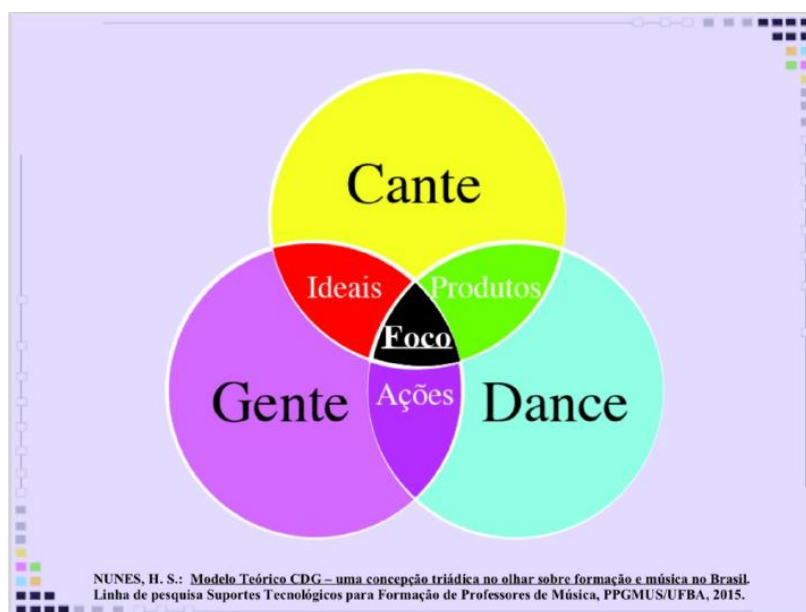 Cante
Ideais Produtos
Foco
Gente Ações Dance
NUNES, H. S.: Modelo Teórico CDG – uma concepção triádica no olhar sobre formação e música no Brasil.
Linha de pesquisa Suportes Tecnológicos para Formação de Professores de Música, PPGMUS/UFBA, 2015.